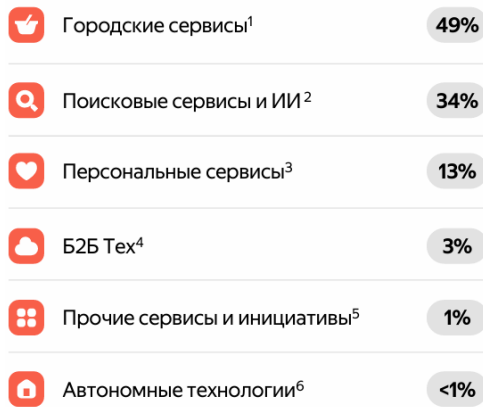 Городские сервисы¹ 49%
Поисковые сервисы и ИИ² 34%
Персональные сервисы³ 13%
Б2Б Тех⁴ 3%
Прочие сервисы и инициативы⁵ 1%
Автономные технологии⁶ <1%